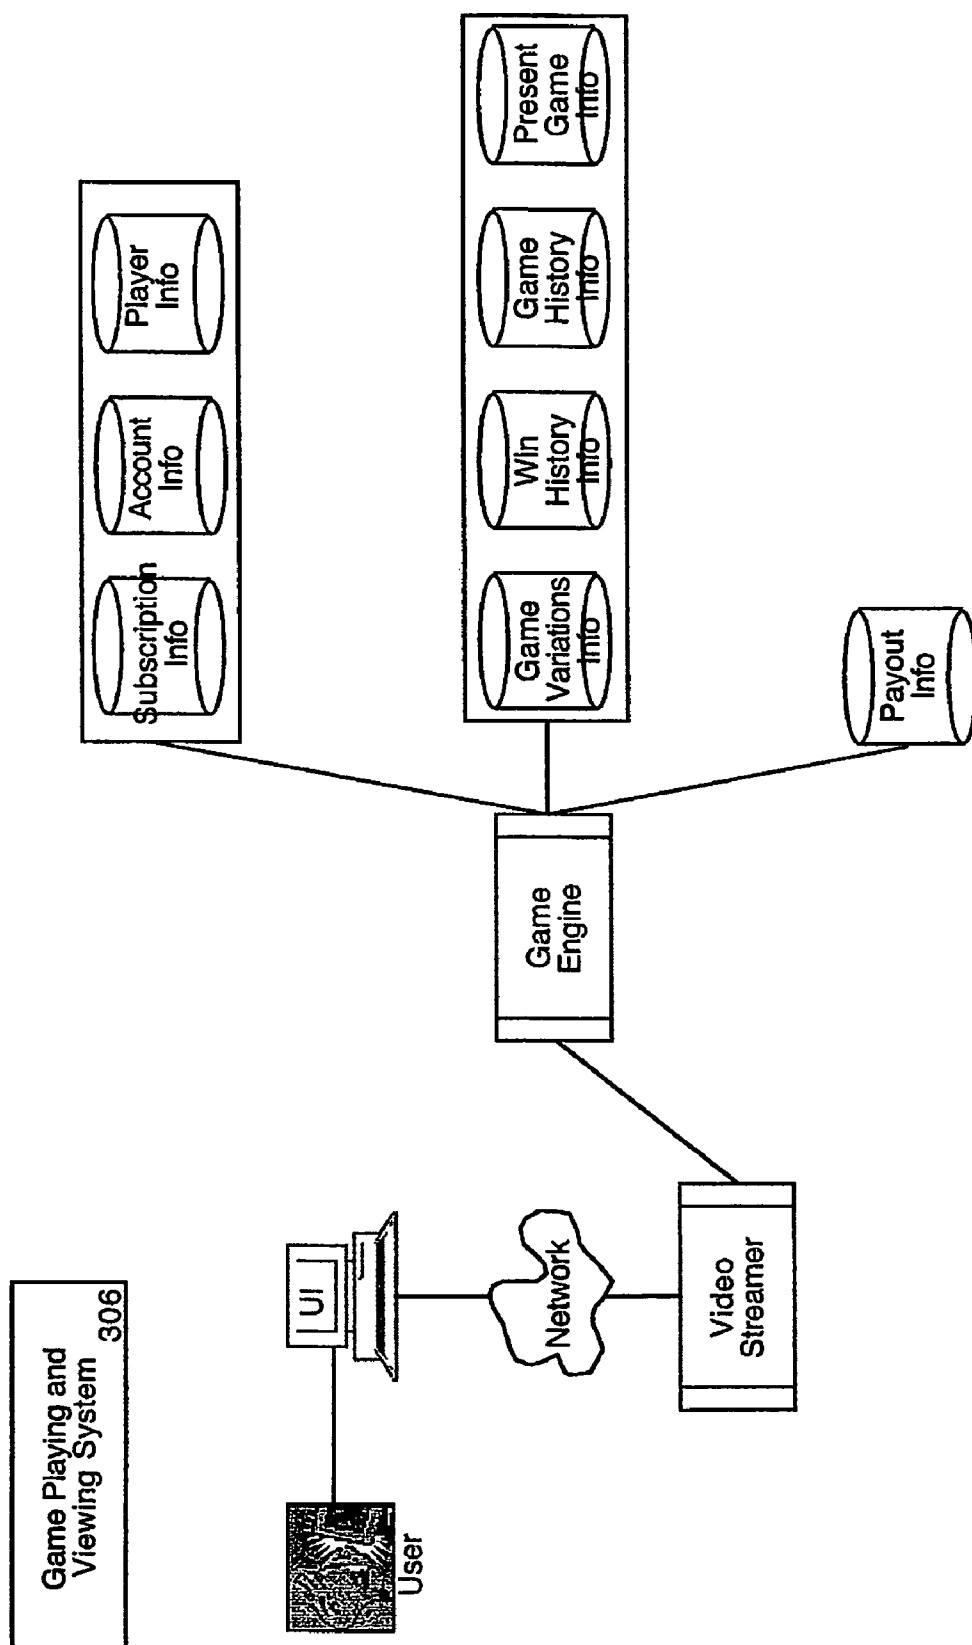 Game Playing and
Viewing System
306
User
UI
Network
Video
Streamer
Game
Engine
Subscription
Info
Account
Info
Player
Info
Game
Variations
Info
Win
History
Info
Game
History
Info
Present
Game
Info
Payout
Info